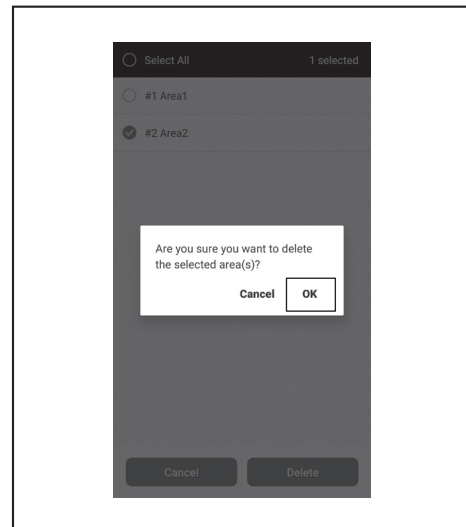 Select All 1 selected
#1 Area1
#2 Area2
Are you sure you want to delete
the selected area(s)?
Cancel OK
Cancel Delete